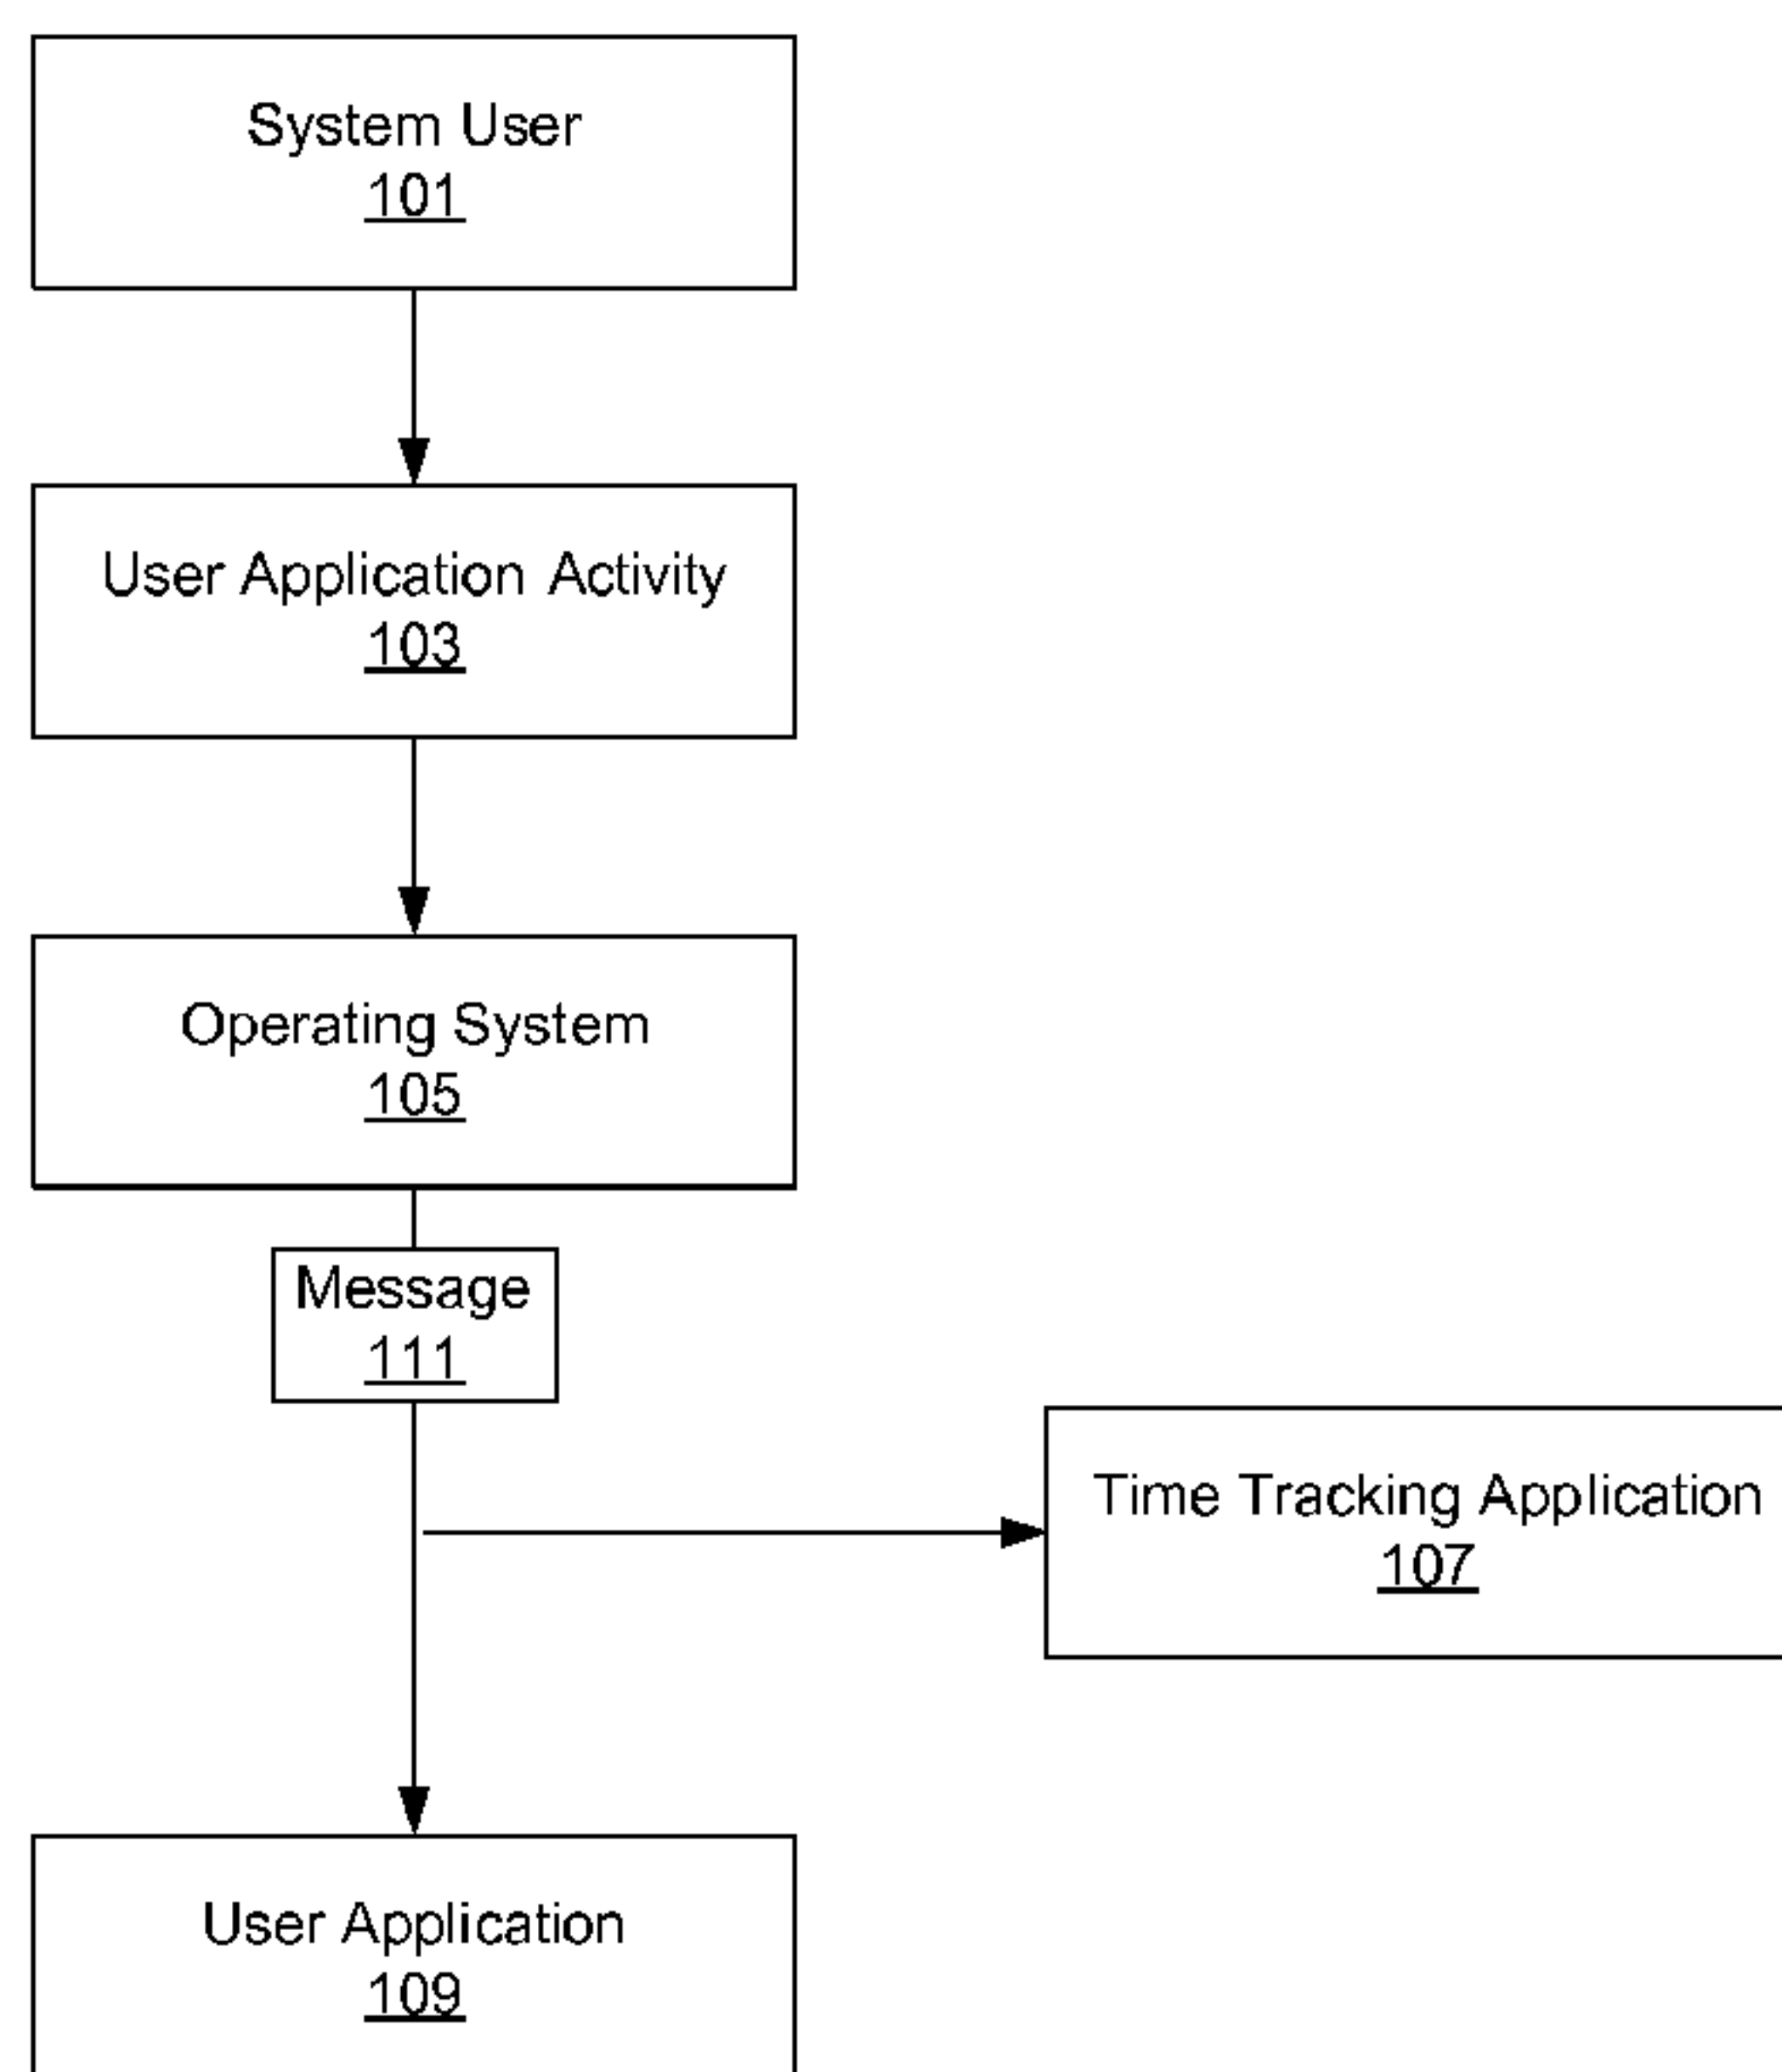 System User
101
User Application Activity
103
Operating System
105
Message
111
Time Tracking Application
107
User Application
109